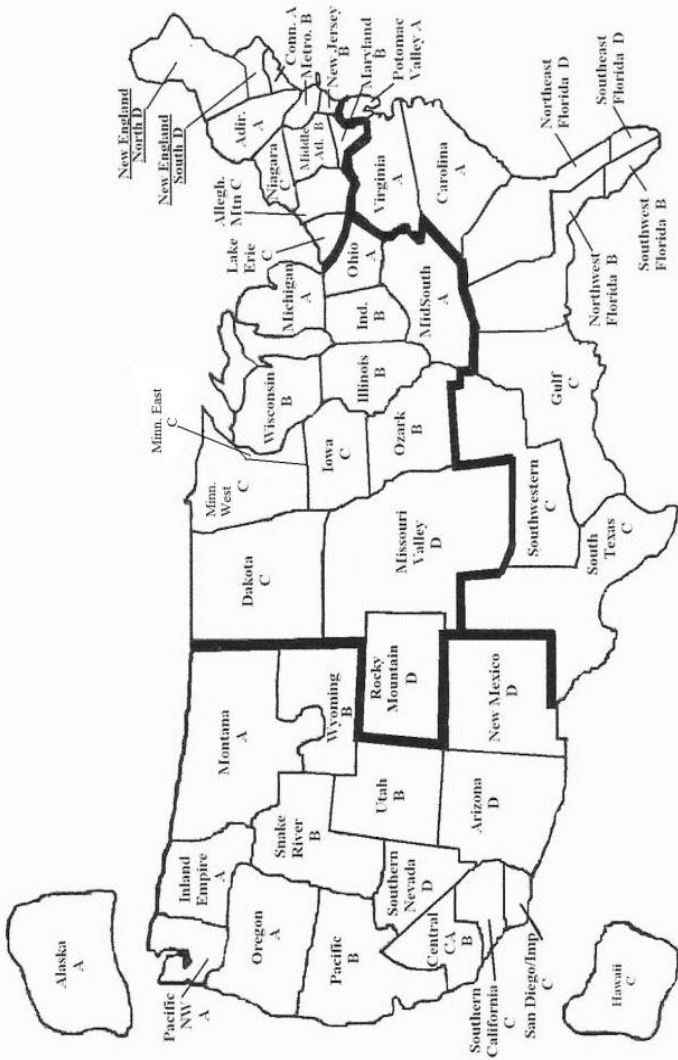 Alaska
A
Pacific
NW
A
Inland
Empire
A
Montana
A
Oregon
A
Snake
River
B
Wyoming
B
Pacific
B
Southern
Nevada
D
Utah
B
Rocky
Mountain
D
Central
CA
B
Southern
California
C
San Diego/Imp
C
Arizona
D
New Mexico
D
Hawaii
C
Dakota
C
Minn.
West
C
Minn. East
C
Wisconsin
B
Michigan
A
Iowa
C
Illinois
B
Ind.
B
Ohio
A
Missouri
Valley
D
Ozark
B
MidSouth
A
Southwestern
C
South
Texas
C
Gulf
C
Lake
Erie
C
Allegh.
Mtn C
Niagara
C
Adir.
A
New England
North D
New England
South D
Conn. A
Metro. B
New Jersey
B
Middle
At. B
Maryland
B
Potomac
Valley A
Virginia
A
Carolina
A
Northeast
Florida D
Southeast
Florida D
Northwest
Florida B
Southwest
Florida B